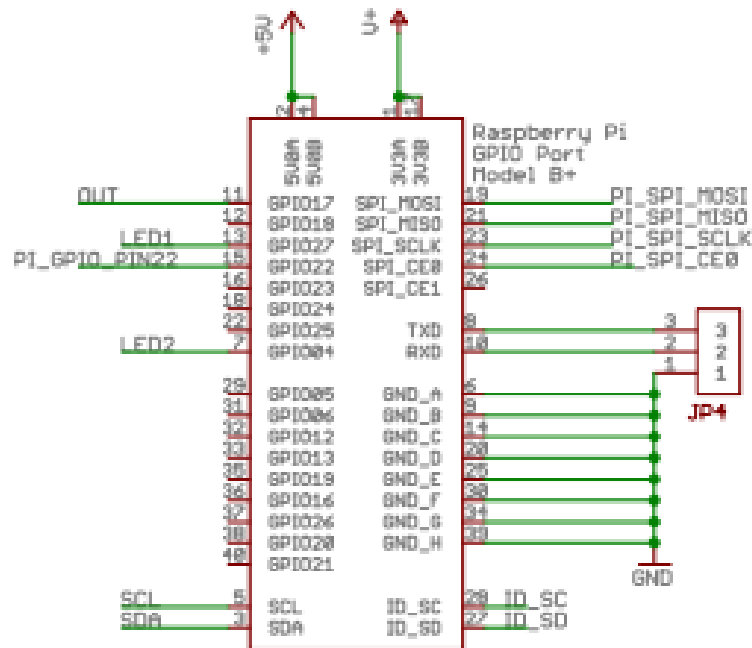 +5V V+
2 4 1
5V0A 5V0B 3V3A 3V3B
Raspberry Pi
GPIO Port
Model B+
OUT 11 GPIO17 SPI_MOSI 19 PI_SPI_MOSI
12 GPIO18 SPI_MISO 21 PI_SPI_MISO
LED1 13 GPIO27 SPI_SCLK 23 PI_SPI_SCLK
PI_GPIO_PIN22 15 GPIO22 SPI_CE0 24 PI_SPI_CE0
16 GPIO23 SPI_CE1 26
18 GPIO24
22 GPIO25 TXD 8 3 3
LED2 7 GPIO04 RXD 10 2 2
1 1
29 GPIO05 GND_A 6
JP4
31 GPIO06 GND_B 9
32 GPIO12 GND_C 14
33 GPIO13 GND_D 20
35 GPIO19 GND_E 25
36 GPIO16 GND_F 30
37 GPIO26 GND_G 34
38 GPIO20 GND_H 39
40 GPIO21
GND
SCL 5 SCL ID_SC 28 ID_SC
SDA 3 SDA ID_SD 27 ID_SD